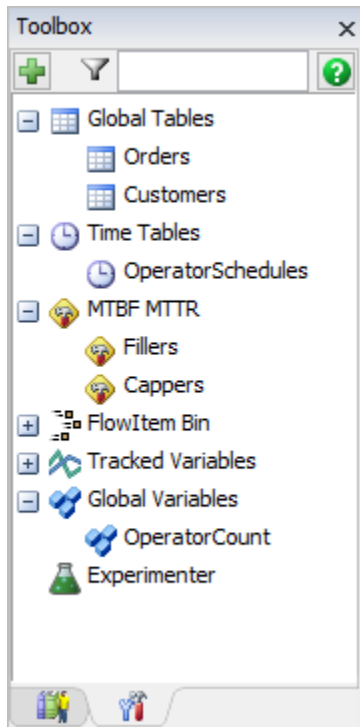 Toolbox
Global Tables
Orders
Customers
Time Tables
OperatorSchedules
MTBF MTTR
Fillers
Cappers
FlowItem Bin
Tracked Variables
Global Variables
OperatorCount
Experimenter